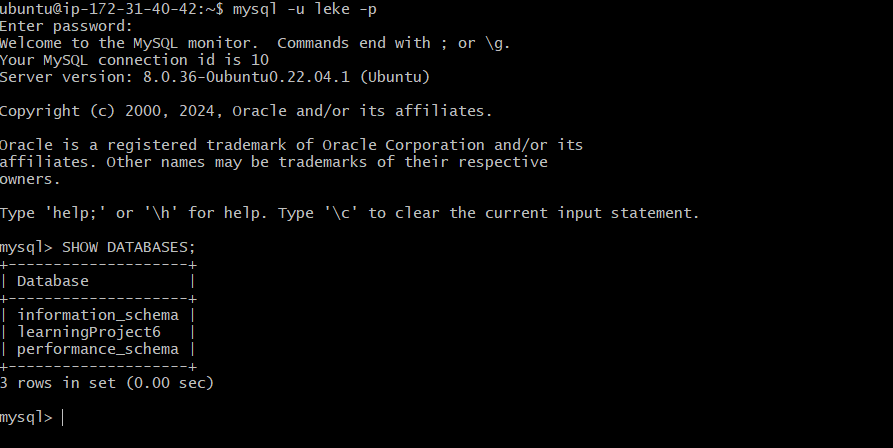 ubuntu@ip-172-31-40-42:~$ mysql -u leke -p
Enter password:
Welcome to the MySQL monitor.  Commands end with ; or \g.
Your MySQL connection id is 10
Server version: 8.0.36-0ubuntu0.22.04.1 (Ubuntu)

Copyright (c) 2000, 2024, Oracle and/or its affiliates.

Oracle is a registered trademark of Oracle Corporation and/or its
affiliates. Other names may be trademarks of their respective
owners.

Type 'help;' or '\h' for help. Type '\c' to clear the current input statement.

mysql> SHOW DATABASES;
+--------------------+
| Database           |
+--------------------+
| information_schema |
| learningProject6   |
| performance_schema |
+--------------------+
3 rows in set (0.00 sec)

mysql>